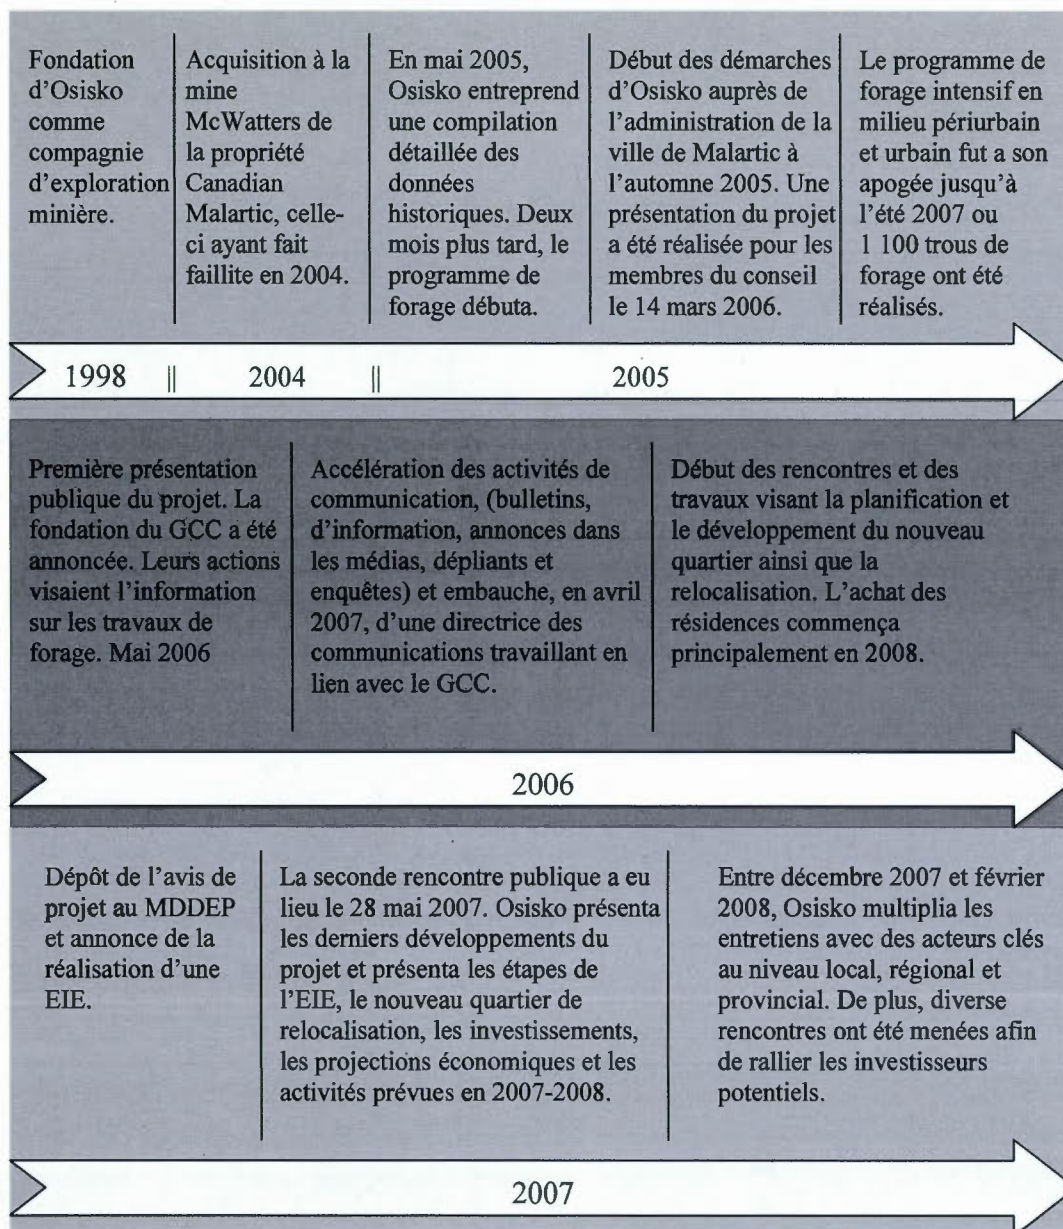 Fondation
d'Osisko
comme
compagnie
d'exploration
minière.
Acquisition à la
mine
McWatters de
la propriété
Canadian
Malartic, celle-
ci ayant fait
faillite en 2004.
En mai 2005,
Osisko entreprend
une compilation
détaillée des
données
historiques. Deux
mois plus tard, le
programme de
forage débuta.
Début des démarches
d'Osisko auprès de
l'administration de la
ville de Malartic à
l'automne 2005. Une
présentation du projet
a été réalisée pour les
membres du conseil
le 14 mars 2006.
Le programme de
forage intensif en
milieu périurbain
et urbain fut a son
apogée jusqu'à
l'été 2007 ou
1 100 trous de
forage ont été
réalisés.
1998 || 2004 || 2005
Première présentation
publique du projet. La
fondation du GCC a été
annoncée. Leurs actions
visaient l'information
sur les travaux de
forage. Mai 2006
Accélération des activités de
communication, (bulletins,
d'information, annonces dans
les médias, dépliants et
enquêtes) et embauche, en avril
2007, d'une directrice des
communications travaillant en
lien avec le GCC.
Début des rencontres et des
travaux visant la planification et
le développement du nouveau
quartier ainsi que la
relocalisation. L'achat des
résidences commença
principalement en 2008.
2006
Dépôt de l'avis de
projet au MDDEP
et annonce de la
réalisation d'une
EIE.
La seconde rencontre publique a eu
lieu le 28 mai 2007. Osisko présenta
les derniers développements du
projet et présenta les étapes de
l'EIE, le nouveau quartier de
relocalisation, les investissements,
les projections économiques et les
activités prévues en 2007-2008.
Entre décembre 2007 et février
2008, Osisko multiplia les
entretiens avec des acteurs clés
au niveau local, régional et
provincial. De plus, diverse
rencontres ont été menées afin
de rallier les investisseurs
potentiels.
2007